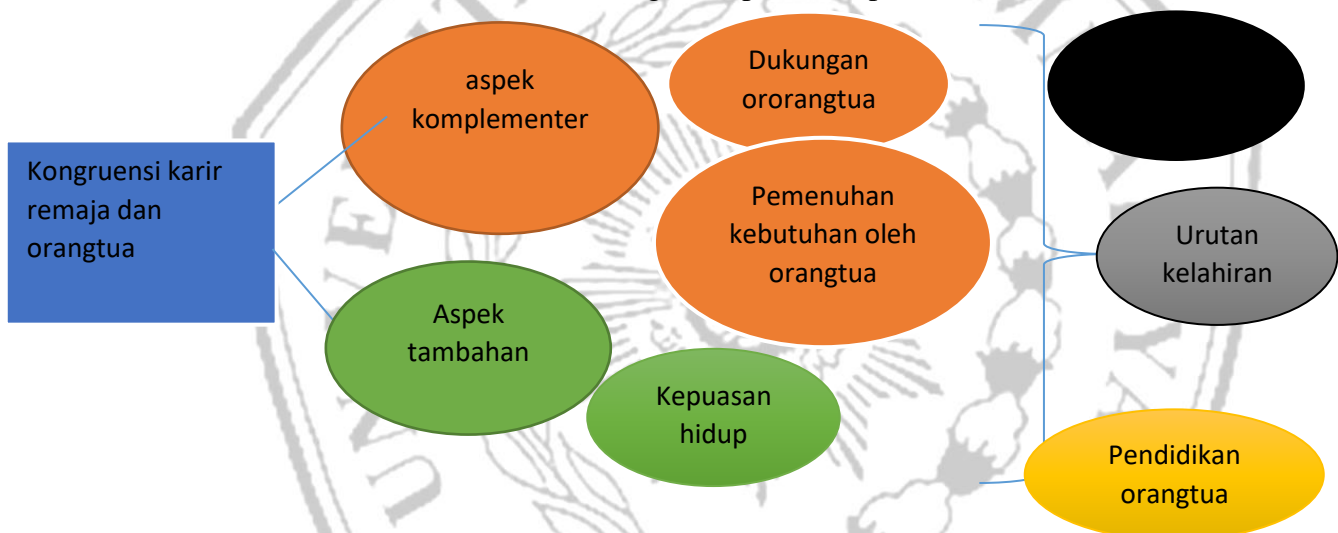 Kongruensi karir
remaja dan
orangtua
aspek
komplementer
Aspek
tambahan
Dukungan
ororangtua
Pemenuhan
kebutuhan oleh
orangtua
Kepuasan
hidup
Urutan
kelahiran
Pendidikan
orangtua